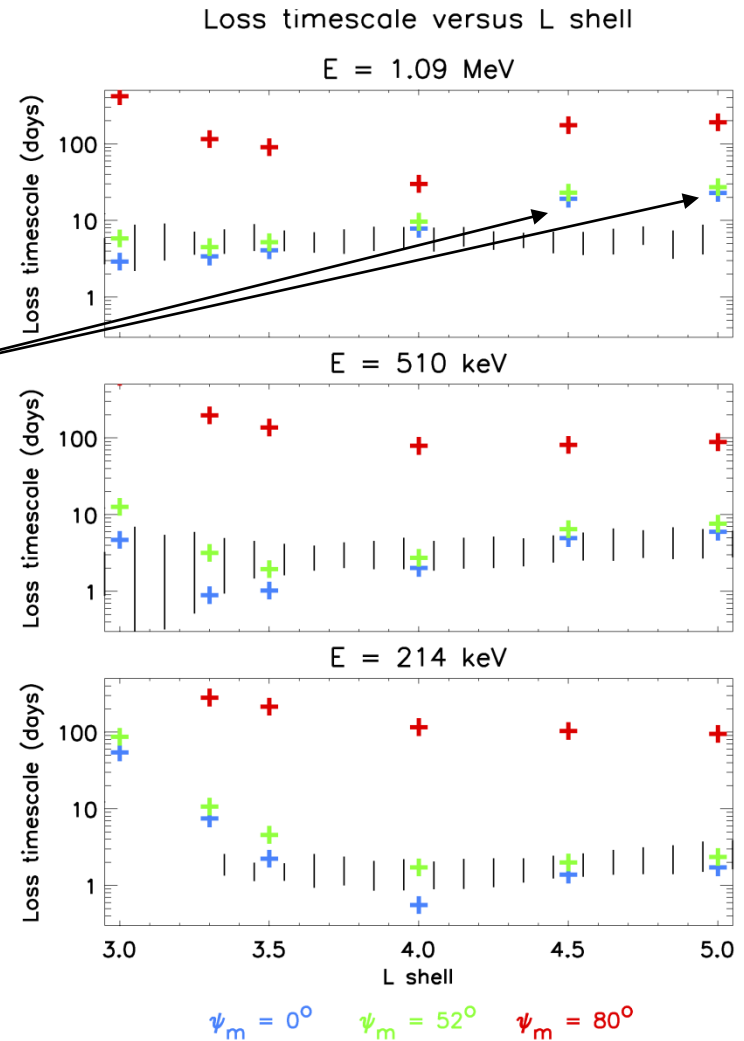 Loss timescale versus L shell
E = 1.09 MeV
Loss timescale (days)
100
10
1
E = 510 keV
Loss timescale (days)
100
10
1
E = 214 keV
Loss timescale (days)
100
10
1
3.0 3.5 4.0 4.5 5.0
L shell
ψm = 0° ψm = 52° ψm = 80°